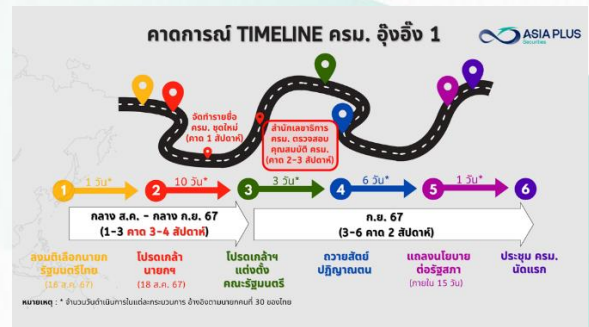 คาดการณ์ TIMELINE ครม. อุ๊งอิ๊ง 1
ASIA PLUS
Securities
จัดทำรายชื่อ
ครม. ชุดใหม่
(คาด 1 สัปดาห์)
สำนักเลขาธิการ
ครม. ตรวจสอบ
คุณสมบัติ ครม.
(คาด 2-3 สัปดาห์)
1 1 วัน* 2 10 วัน* 3 3 วัน* 4 6 วัน* 5 1 วัน* 6
กลาง ส.ค. - กลาง ก.ย. 67
(1-3 คาด 3-4 สัปดาห์)
ก.ย. 67
(3-6 คาด 2 สัปดาห์)
ลงมติเลือกนายก
รัฐมนตรีไทย
(18 ส.ค. 67)
โปรดเกล้า
นายกฯ
(18 ส.ค. 67)
โปรดเกล้าฯ
แต่งตั้ง
คณะรัฐมนตรี
ถวายสัตย์
ปฏิญาณตน
แถลงนโยบาย
ต่อรัฐสภา
(ภายใน 15 วัน)
ประชุม ครม.
นัดแรก
หมายเหตุ : * จำนวนวันดำเนินการในแต่ละกระบวนการ อ้างอิงตามนายกคนที่ 30 ของไทย